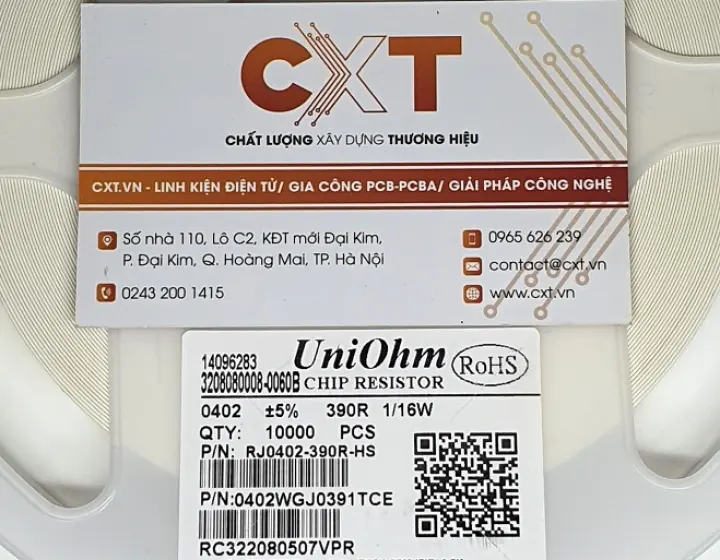 CXT
CHẤT LƯỢNG XÂY DỰNG THƯƠNG HIỆU
CXT.VN - LINH KIỆN ĐIỆN TỬ/ GIA CÔNG PCB-PCBA/ GIẢI PHÁP CÔNG NGHỆ
Số nhà 110, Lô C2, KĐT mới Đại Kim,
P. Đại Kim, Q. Hoàng Mai, TP. Hà Nội
0243 200 1415
0965 626 239
contact@cxt.vn
www.cxt.vn
14096283
3208080008-0060B
UniOhm
CHIP RESISTOR
RoHS
0402 ±5% 390R 1/16W
QTY: 10000 PCS
P/N: RJ0402-390R-HS
P/N:0402WGJ0391TCE
RC322080507VPR